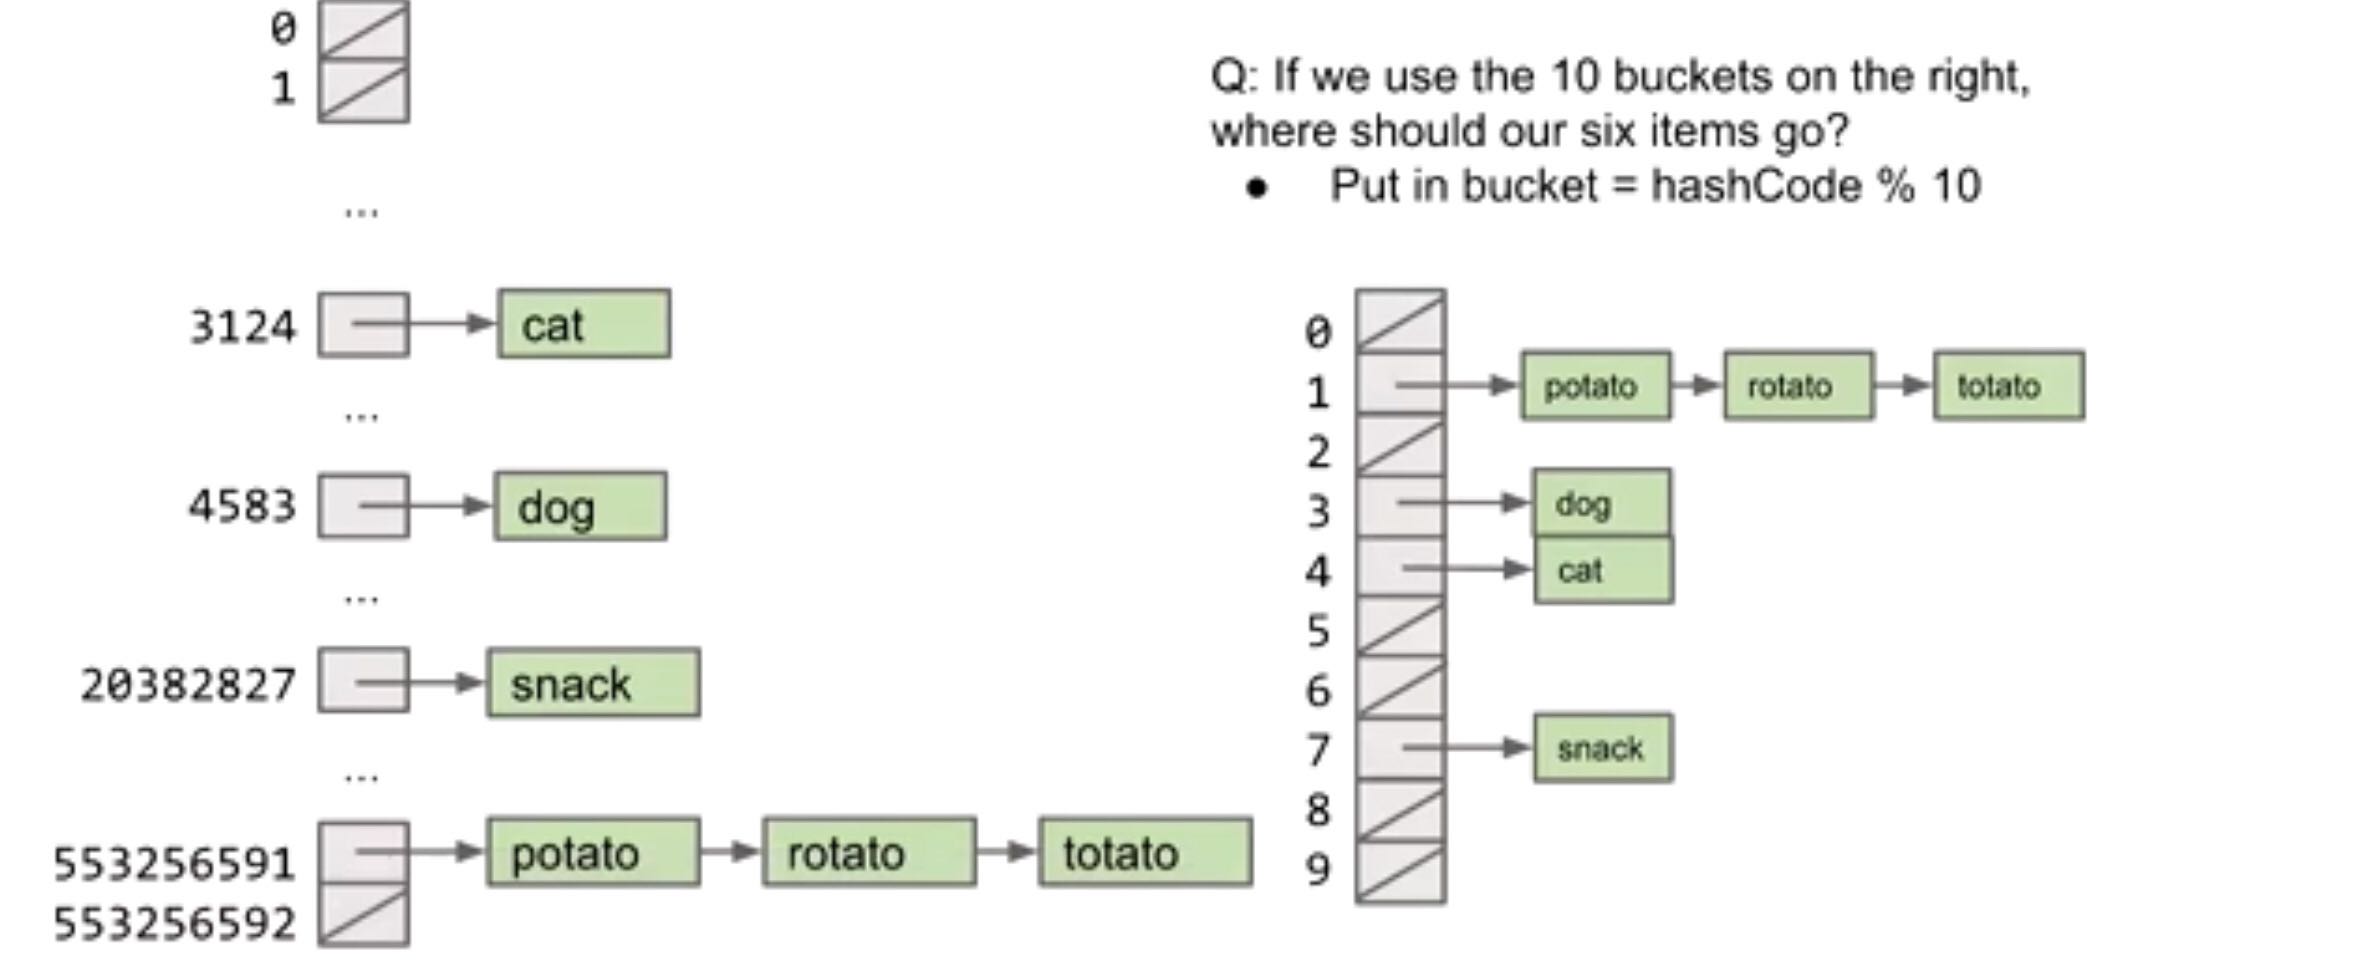 0
1
...
3124 cat
...
4583 dog
...
20382827 snack
...
553256591 potato rotato totato
553256592
Q: If we use the 10 buckets on the right,
where should our six items go?
● Put in bucket = hashCode % 10
0
1 potato rotato totato
2
3 dog
4 cat
5
6
7 snack
8
9